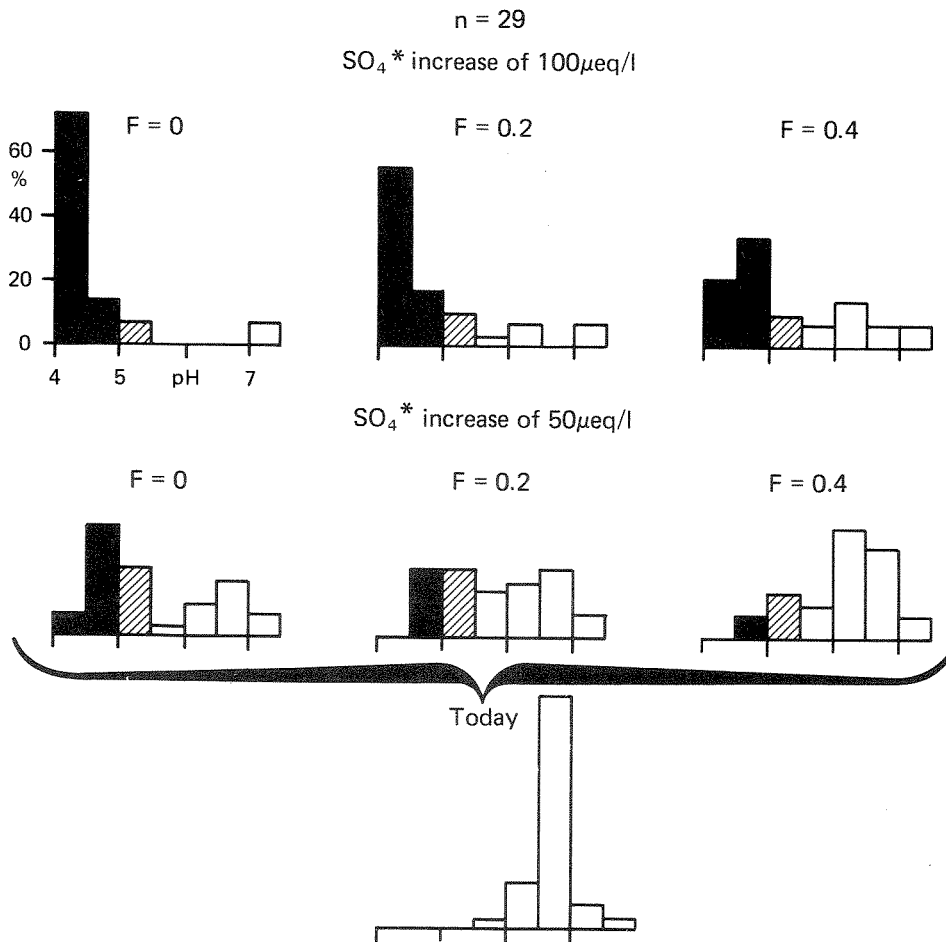 n = 29
SO₄* increase of 100μeq/l
F = 0
F = 0.2
F = 0.4
60
%
40
20
0
4 5 pH 7
SO₄* increase of 50μeq/l
F = 0
F = 0.2
F = 0.4
Today